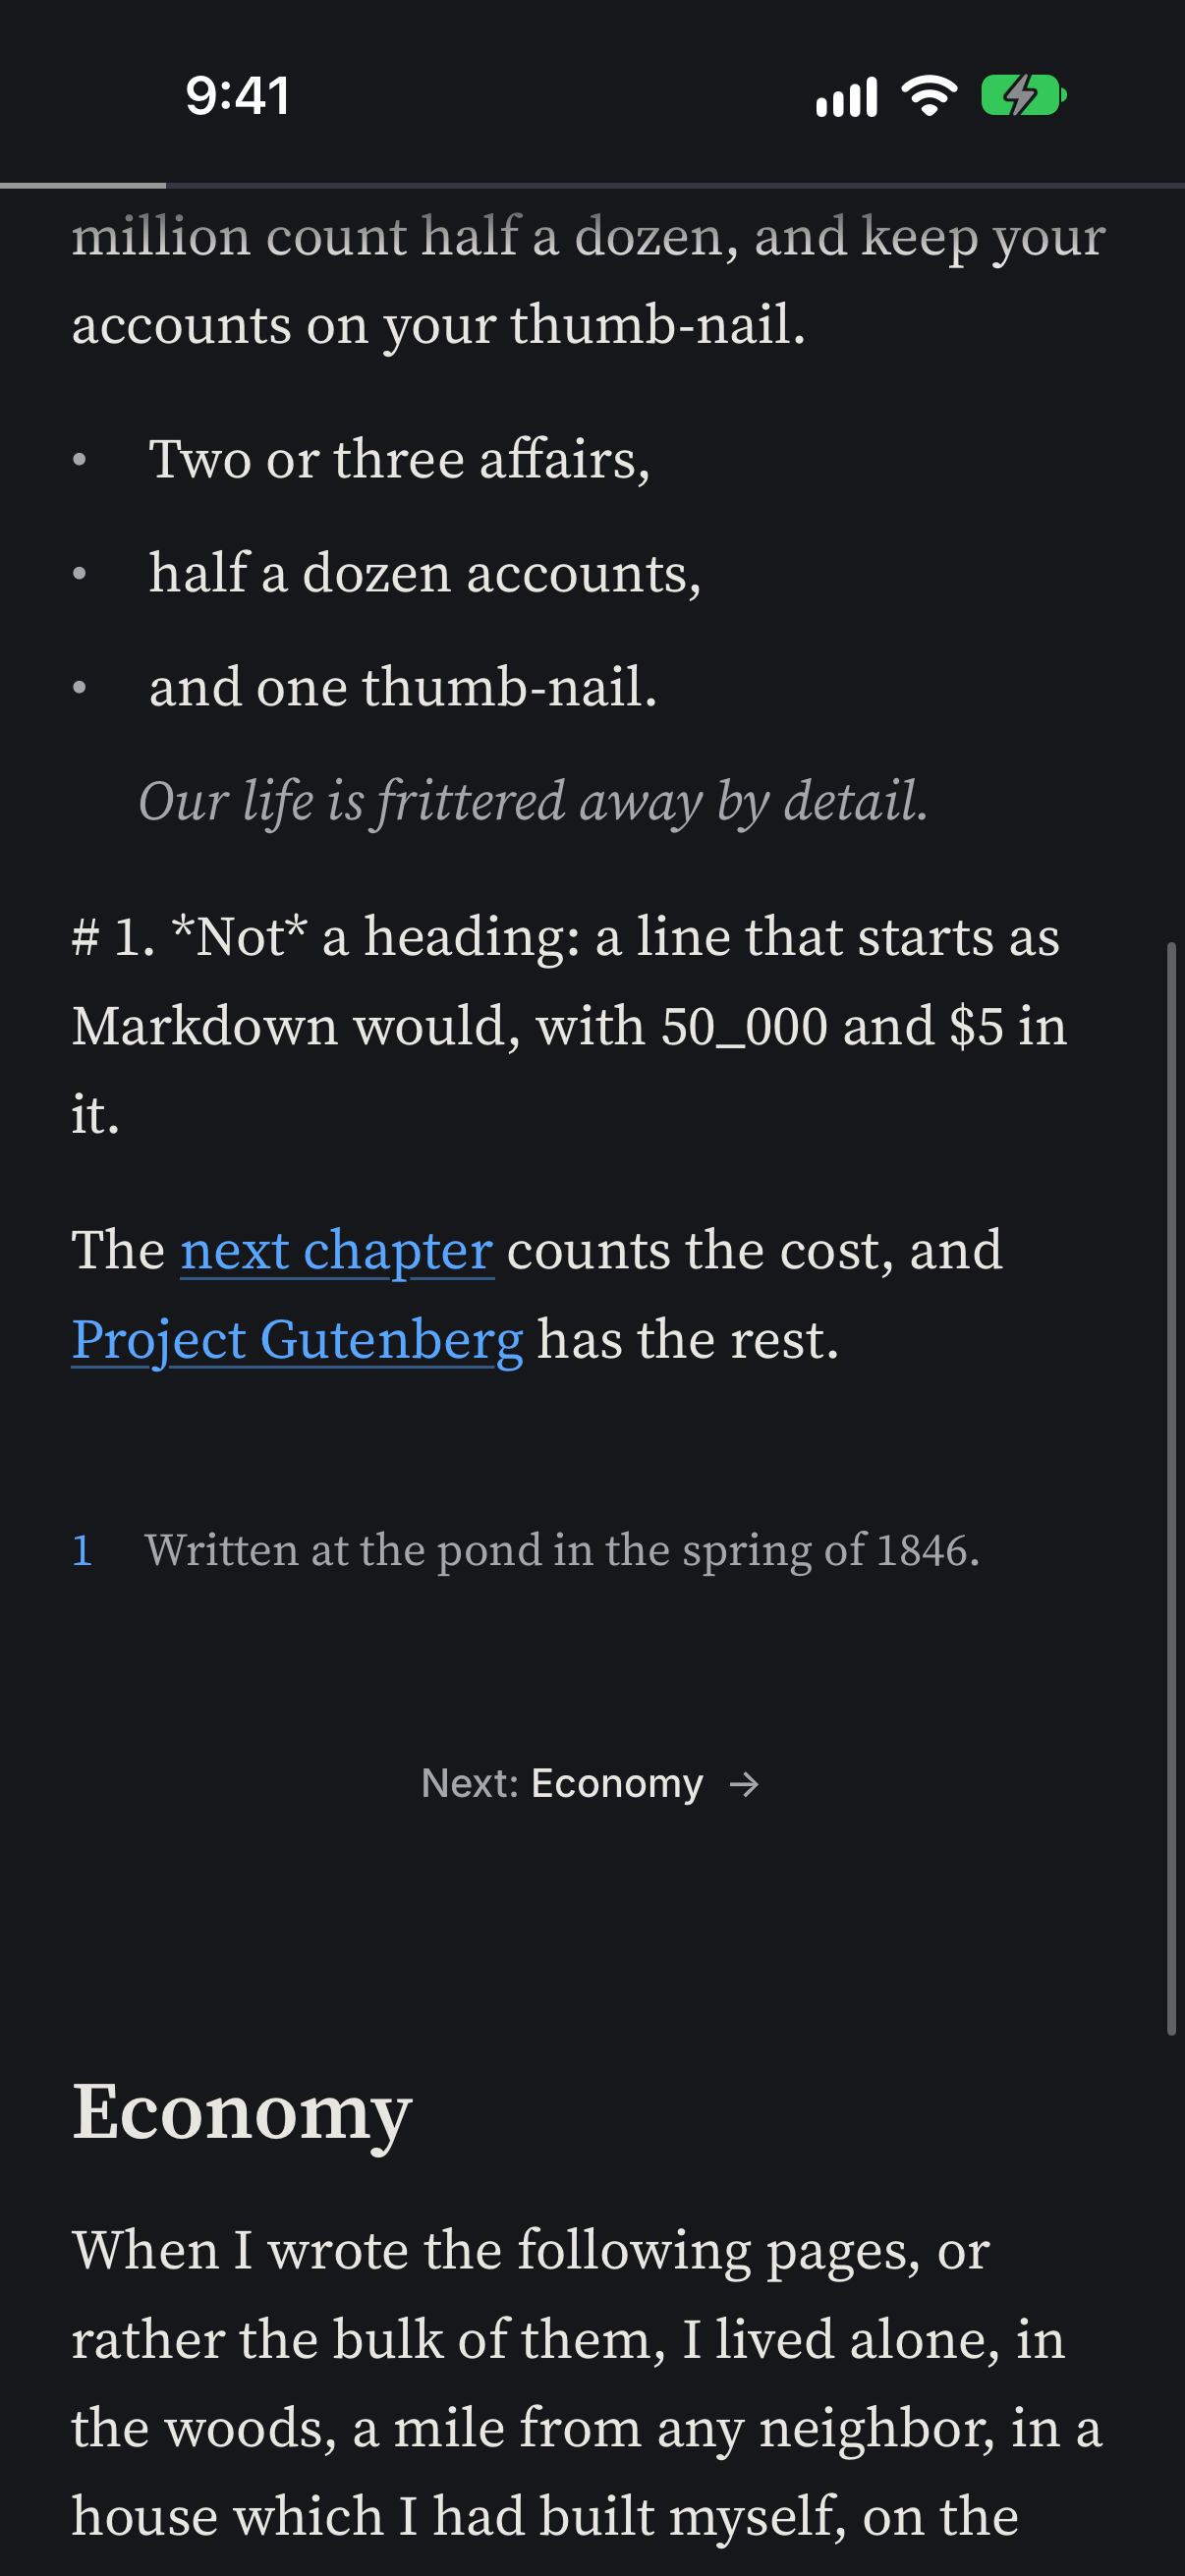 9:41
million count half a dozen, and keep your
accounts on your thumb-nail.
• Two or three affairs,
• half a dozen accounts,
• and one thumb-nail.
Our life is frittered away by detail.
# 1. *Not* a heading: a line that starts as
Markdown would, with 50_000 and $5 in
it.
The next chapter counts the cost, and
Project Gutenberg has the rest.
1 Written at the pond in the spring of 1846.
Next: Economy →
Economy
When I wrote the following pages, or
rather the bulk of them, I lived alone, in
the woods, a mile from any neighbor, in a
house which I had built myself, on the